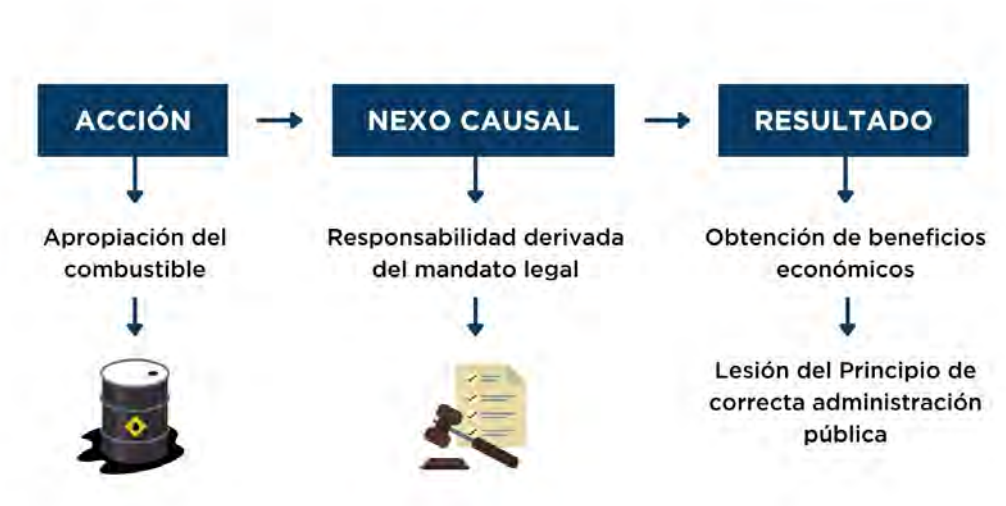 ACCIÓN
NEXO CAUSAL
RESULTADO
Apropiación del
combustible
Responsabilidad derivada
del mandato legal
Obtención de beneficios
económicos
Lesión del Principio de
correcta administración
pública